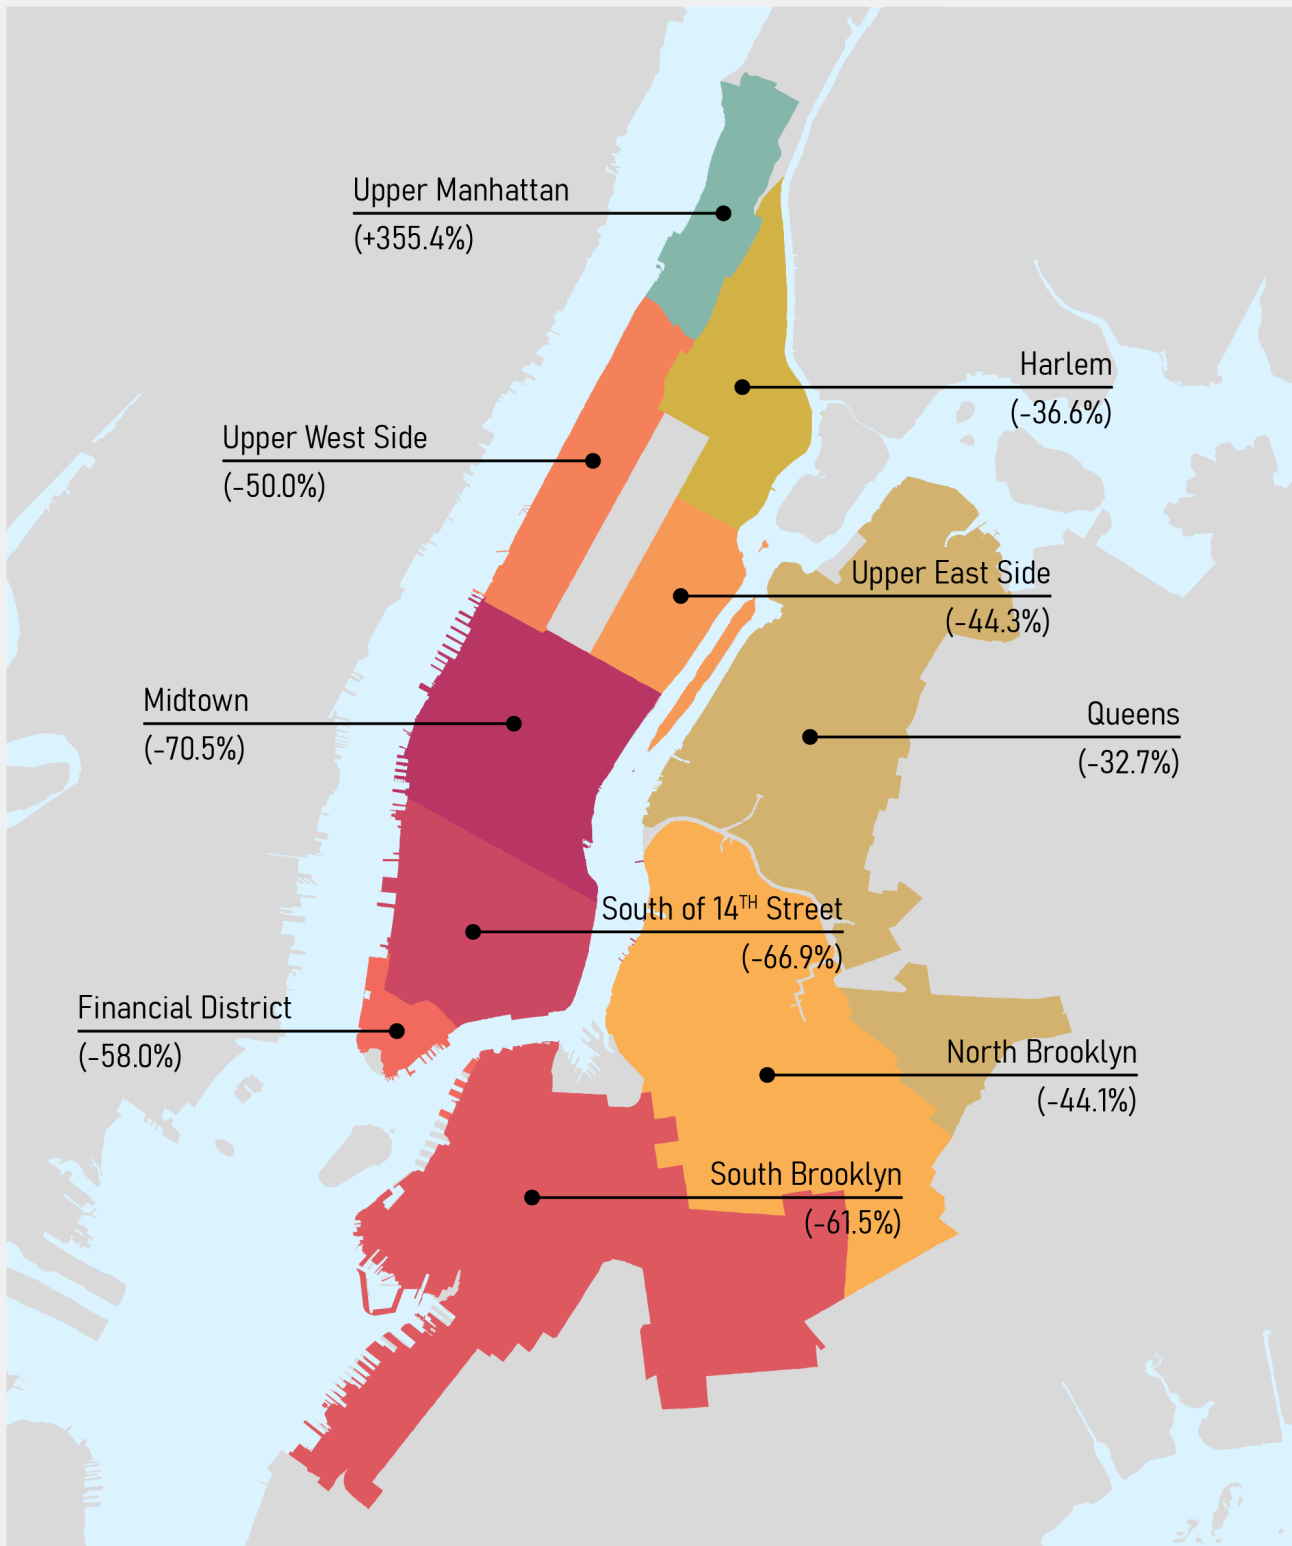 Upper Manhattan
(+355.4%)
Harlem
(-36.6%)
Upper West Side
(-50.0%)
Upper East Side
(-44.3%)
Midtown
(-70.5%)
Queens
(-32.7%)
South of 14TH Street
(-66.9%)
Financial District
(-58.0%)
North Brooklyn
(-44.1%)
South Brooklyn
(-61.5%)